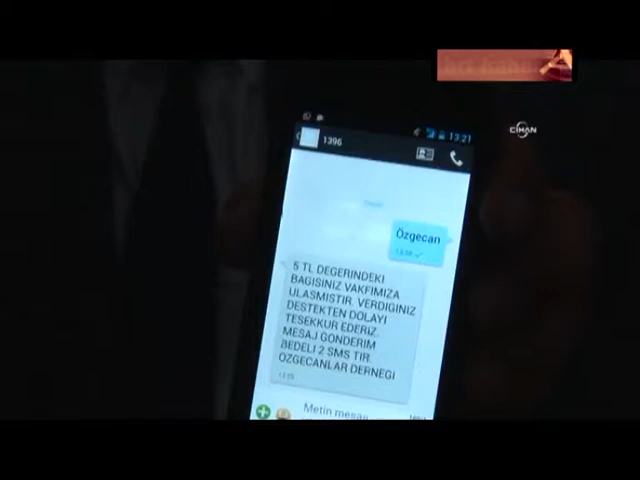 CİHAN
13:21
1396
Özgecan
5 TL DEGERINDEKI
BAGISINIZ VAKFIMIZA
ULASMISTIR. VERDIGINIZ
DESTEKTEN DOLAYI
TESEKKUR EDERIZ.
MESAJ GONDERIM
BEDELI 2 SMS TIR.
OZGECANLAR DERNEGI
Metin mesajı